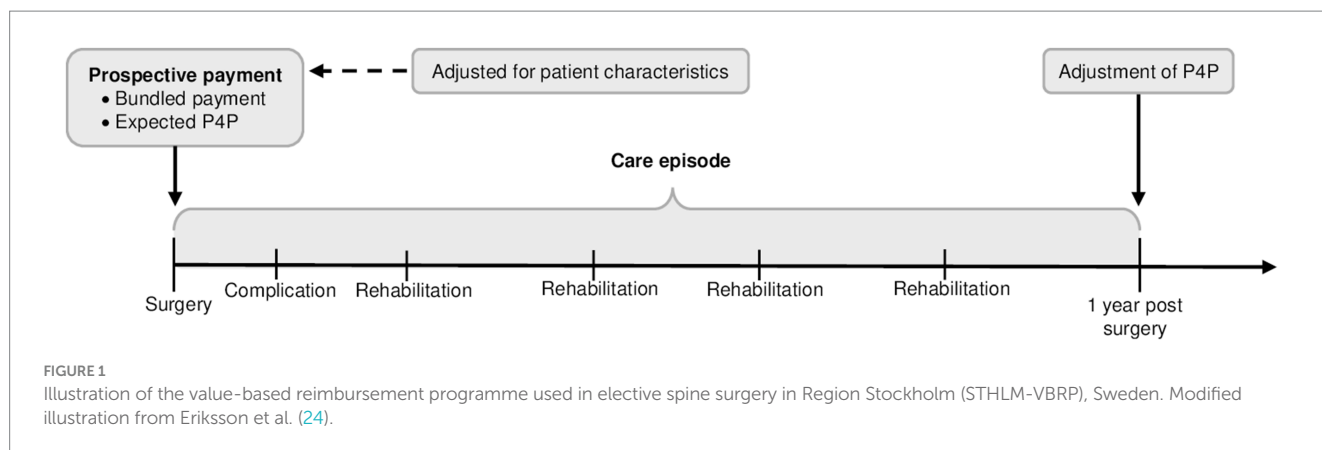 Prospective payment
• Bundled payment
• Expected P4P
Adjusted for patient characteristics
Adjustment of P4P
Care episode
Surgery
Complication
Rehabilitation
Rehabilitation
Rehabilitation
Rehabilitation
1 year post
surgery
FIGURE 1
Illustration of the value-based reimbursement programme used in elective spine surgery in Region Stockholm (STHLM-VBRP), Sweden. Modified
illustration from Eriksson et al. (24).